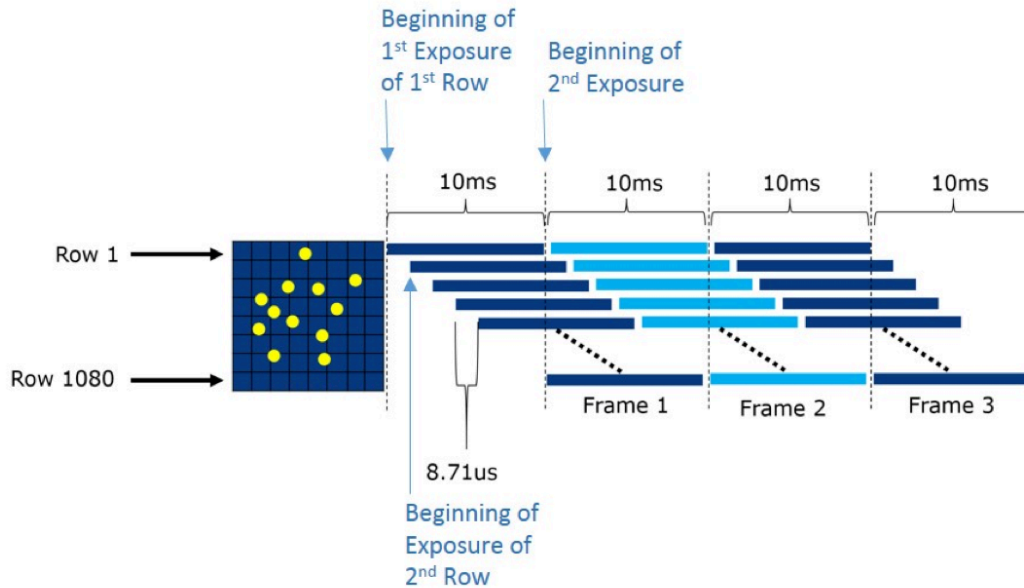 Beginning of
1st Exposure
of 1st Row
Beginning of
2nd Exposure
10ms 10ms 10ms 10ms
Row 1
Row 1080
Frame 1 Frame 2 Frame 3
8.71us
Beginning of
Exposure of
2nd Row